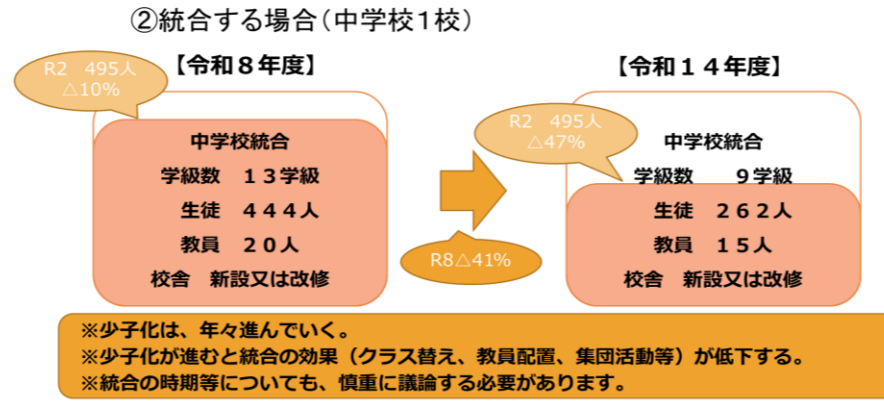 ②統合する場合（中学校１校）
R2　495人
△10%
【令和８年度】
中学校統合
学級数　１３学級
生徒　４４４人
教員　２０人
校舎　新設又は改修
R8△41%
R2　495人
△47%
【令和１４年度】
中学校統合
学級数　　９学級
生徒　２６２人
教員　１５人
校舎　新設又は改修
※少子化は、年々進んでいく。
※少子化が進むと統合の効果（クラス替え、教員配置、集団活動等）が低下する。
※統合の時期等についても、慎重に議論する必要があります。